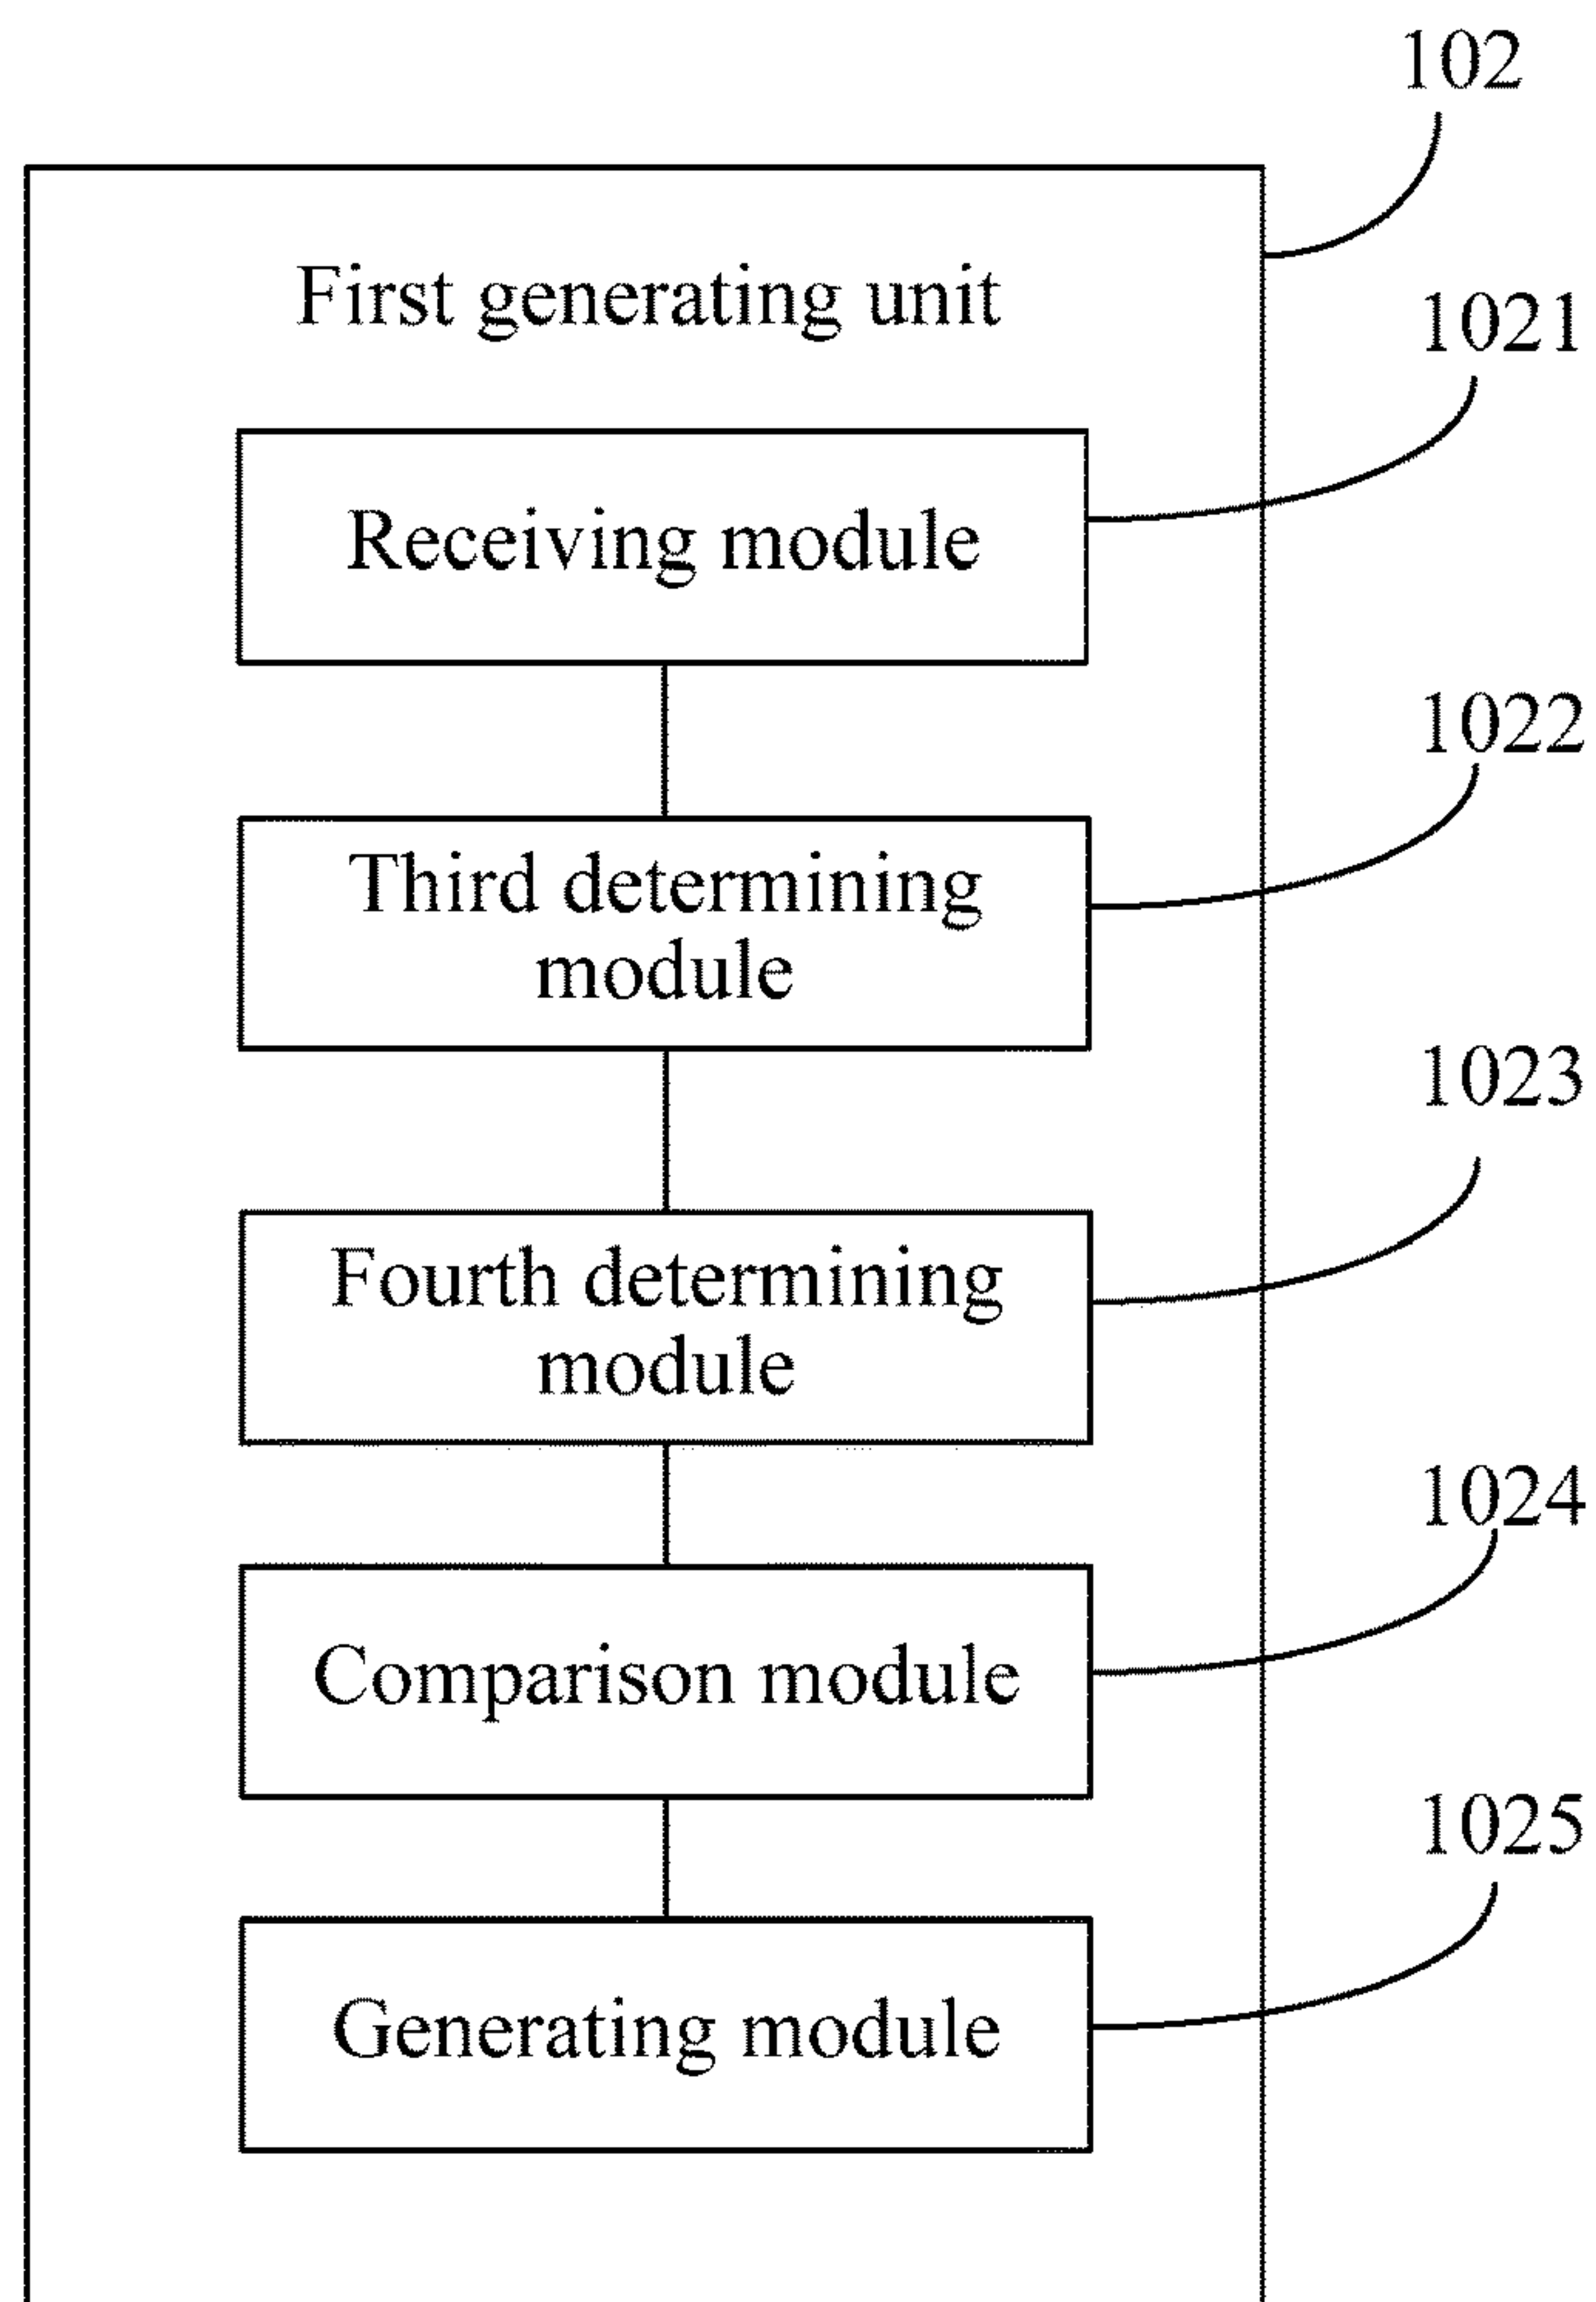 102
First generating unit
1021
Receiving module
1022
Third determining
module
1023
Fourth determining
module
1024
Comparison module
1025
Generating module